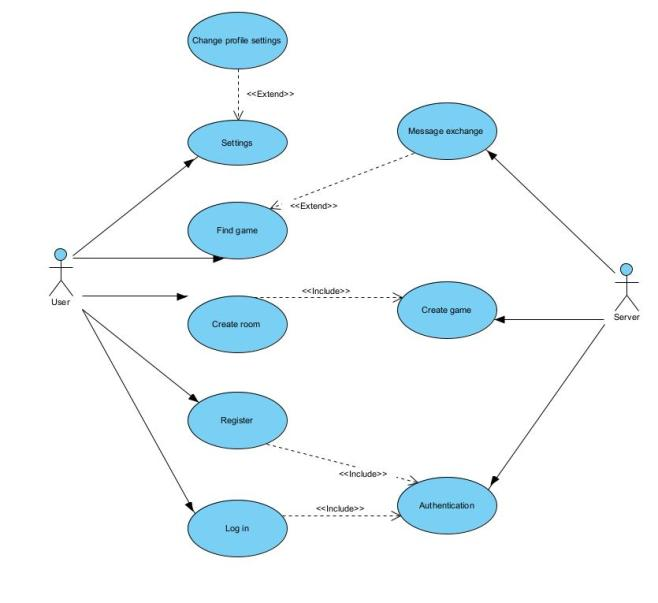 Change profile settings
<<Extend>>
Settings
Message exchange
<<Extend>>
Find game
User
<<Include>>
Create room
Create game
Server
Register
<<Include>>
Log in
<<Include>>
Authentication